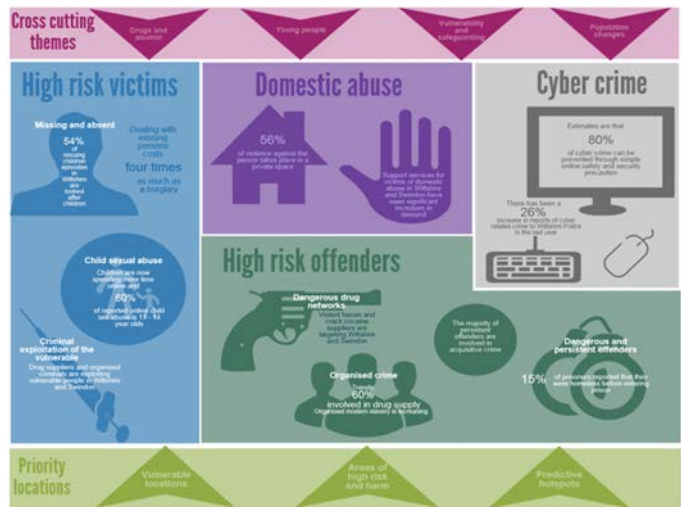 Cross cutting
themes
Drugs and
alcohol
Young people
Vulnerability
and
safeguarding
Population
changes
High risk victims
Missing and absent
54%
of
missing
children
episodes
in
Wiltshire
are
looked
after
children
Dealing with
missing
persons
costs
four times
as much as
a burglary
Child sexual abuse
Children are now
spending more time
online and
60%
of reported online child
sex abuse is 11 - 14
year olds
Criminal
exploitation of the
vulnerable
Drug suppliers and organised
criminals are exploiting
vulnerable people in Wiltshire
and Swindon
Domestic abuse
56%
of violence against the
person takes place in a
private space
Support services for
victims of domestic
abuse in Wiltshire
and Swindon have
seen significant
increases in
demand
Cyber crime
Estimates are that
80%
of cyber crime can be
prevented through simple
online safety and security
precaution
There has been a
26%
increase in reports of cyber
related crime to Wiltshire Police
in the last year
High risk offenders
Dangerous drug
networks
Violent heroin and
crack cocaine
suppliers are
targeting Wiltshire
and Swindon
Organised crime
60%
involved in drug supply
Organised modern slavery is increasing
The majority of
persistent
offenders are
involved in
acquisitive crime
Dangerous and
persistent offenders
15%
of prisoners reported that they
were homeless before entering
prison
Priority
locations
Vulnerable
locations
Areas of
high risk
and harm
Predictive
hotspots